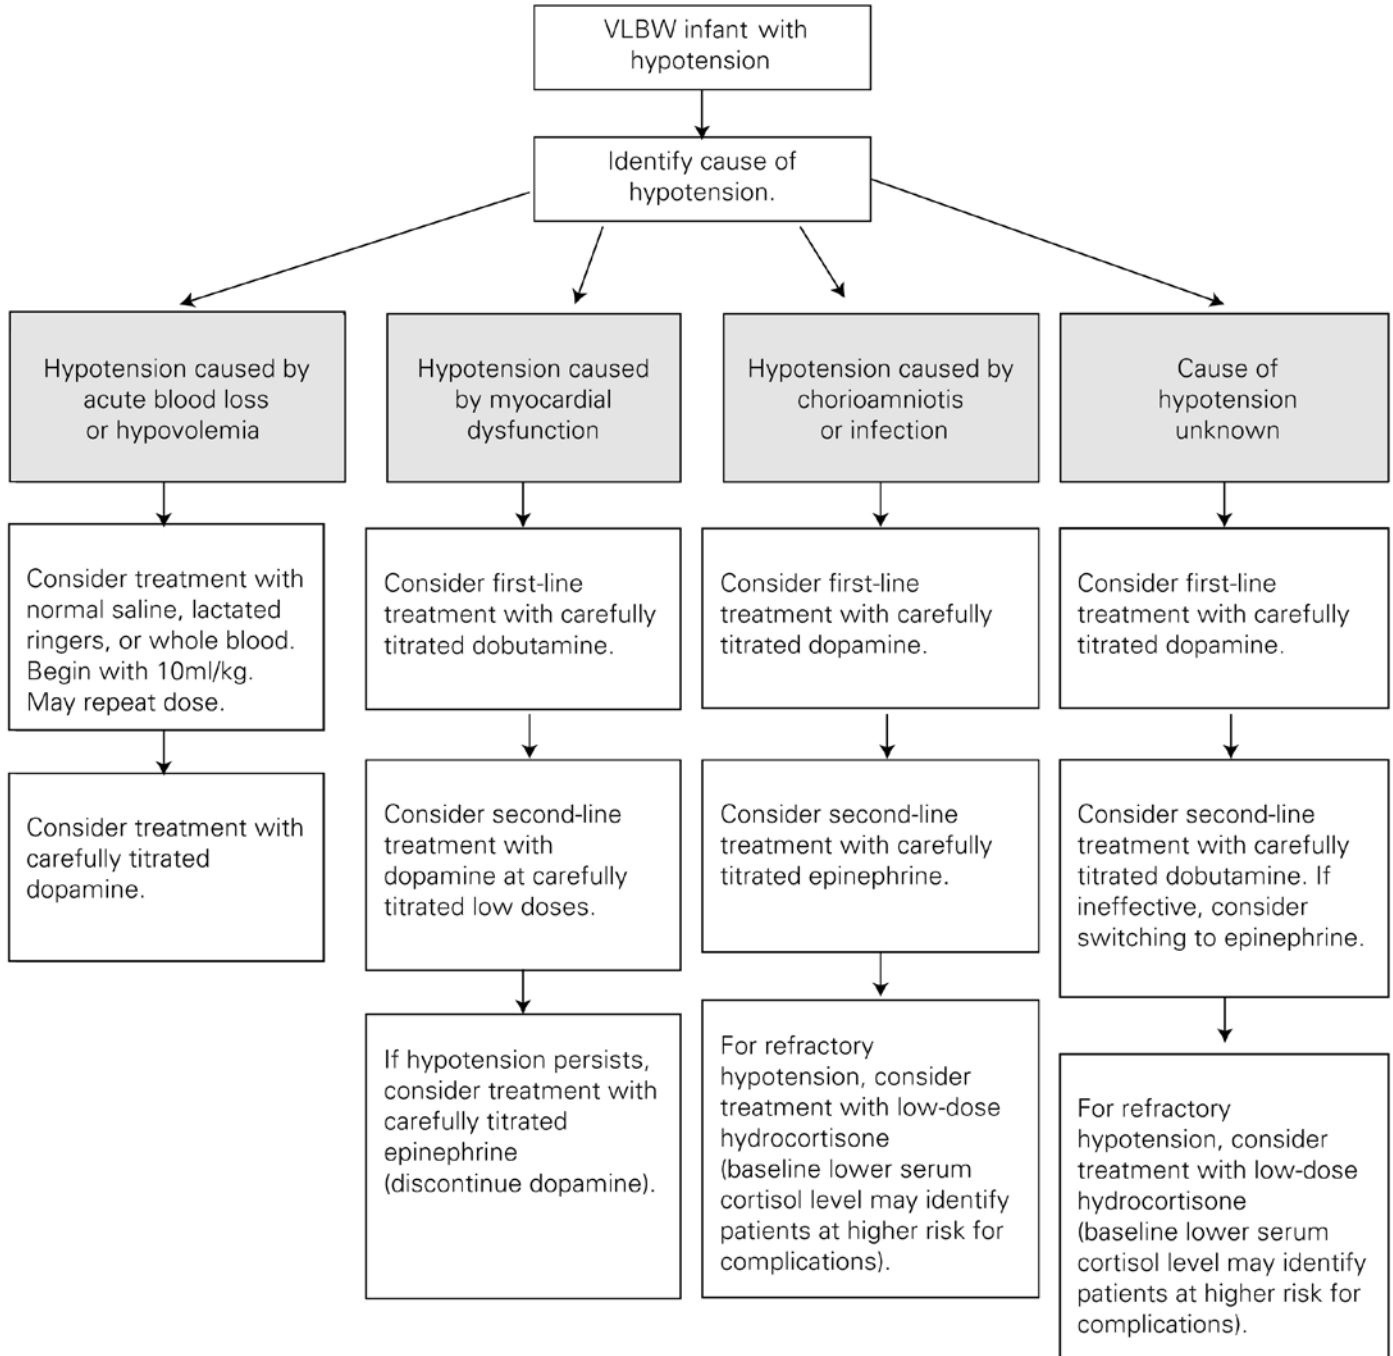 VLBW infant with
hypotension
Identify cause of
hypotension.
Hypotension caused by
acute blood loss
or hypovolemia
Consider treatment with
normal saline, lactated
ringers, or whole blood.
Begin with 10ml/kg.
May repeat dose.
Consider treatment with
carefully titrated
dopamine.
Hypotension caused
by myocardial
dysfunction
Consider first-line
treatment with carefully
titrated dobutamine.
Consider second-line
treatment with
dopamine at carefully
titrated low doses.
If hypotension persists,
consider treatment with
carefully titrated
epinephrine
(discontinue dopamine).
Hypotension caused by
chorioamniotis
or infection
Consider first-line
treatment with carefully
titrated dopamine.
Consider second-line
treatment with carefully
titrated epinephrine.
For refractory
hypotension, consider
treatment with low-dose
hydrocortisone
(baseline lower serum
cortisol level may identify
patients at higher risk for
complications).
Cause of
hypotension
unknown
Consider first-line
treatment with carefully
titrated dopamine.
Consider second-line
treatment with carefully
titrated dobutamine. If
ineffective, consider
switching to epinephrine.
For refractory
hypotension, consider
treatment with low-dose
hydrocortisone
(baseline lower serum
cortisol level may identify
patients at higher risk for
complications).